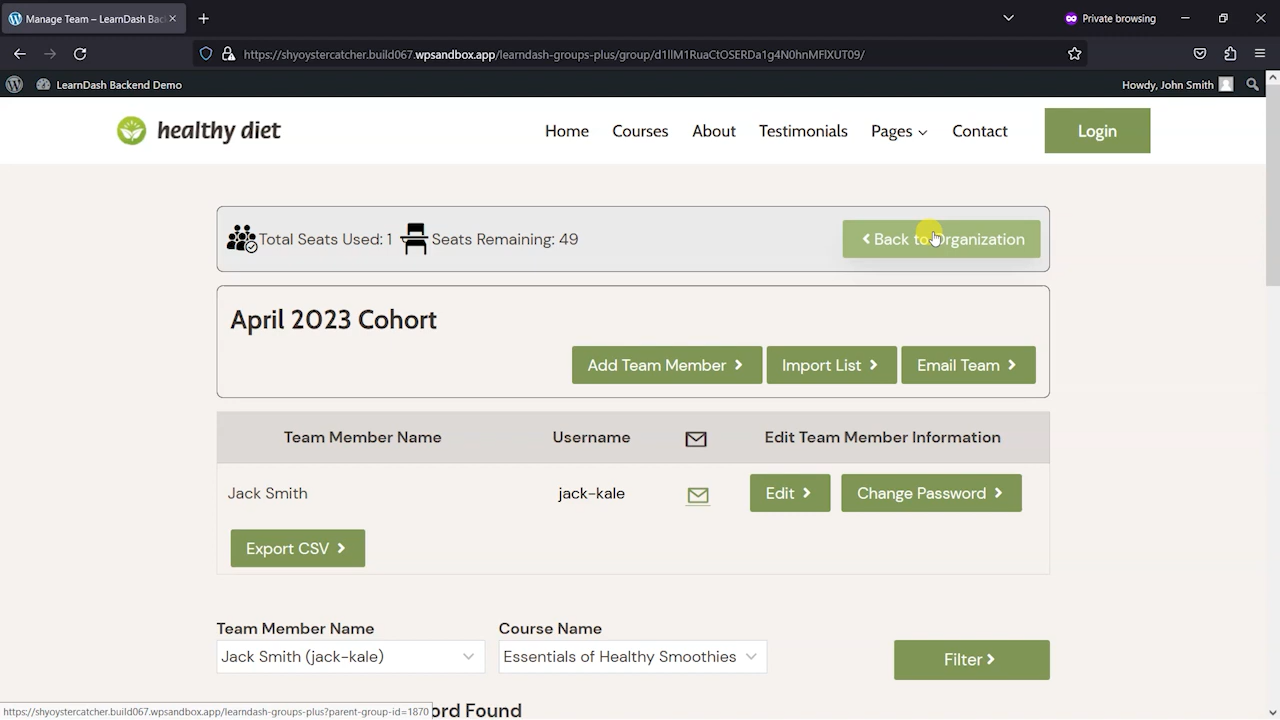 Manage Team – LearnDash Bac
Private browsing
https://shyoystercatcher.build067.wpsandbox.app/learndash-groups-plus/group/d1llM1RuaCtOSERDa1g4N0hnMFlXUT09/
LearnDash Backend Demo
Howdy, John Smith
healthy diet
Home Courses About Testimonials Pages Contact Login
Total Seats Used: 1 Seats Remaining: 49
Back to Organization
April 2023 Cohort
Add Team Member Import List Email Team
Team Member Name Username Edit Team Member Information
Jack Smith jack-kale Edit Change Password
Export CSV
Team Member Name Course Name
Jack Smith (jack-kale) Essentials of Healthy Smoothies Filter
https://shyoystercatcher.build067.wpsandbox.app/learndash-groups-plus?parent-group-id=1870 ord Found